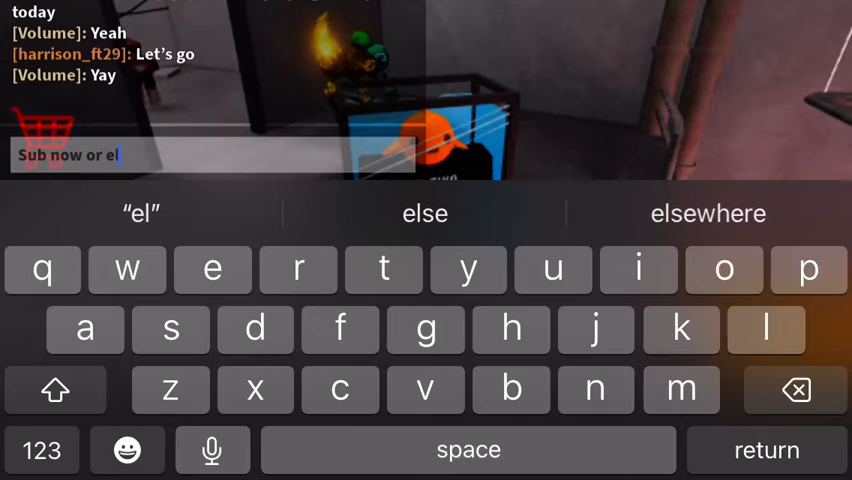 today
[Volume]: Yeah
[harrison_ft29]: Let's go
[Volume]: Yay
Sub now or el
“el” else elsewhere
q w e r t y u i o p
a s d f g h j k l
z x c v b n m
123 space return